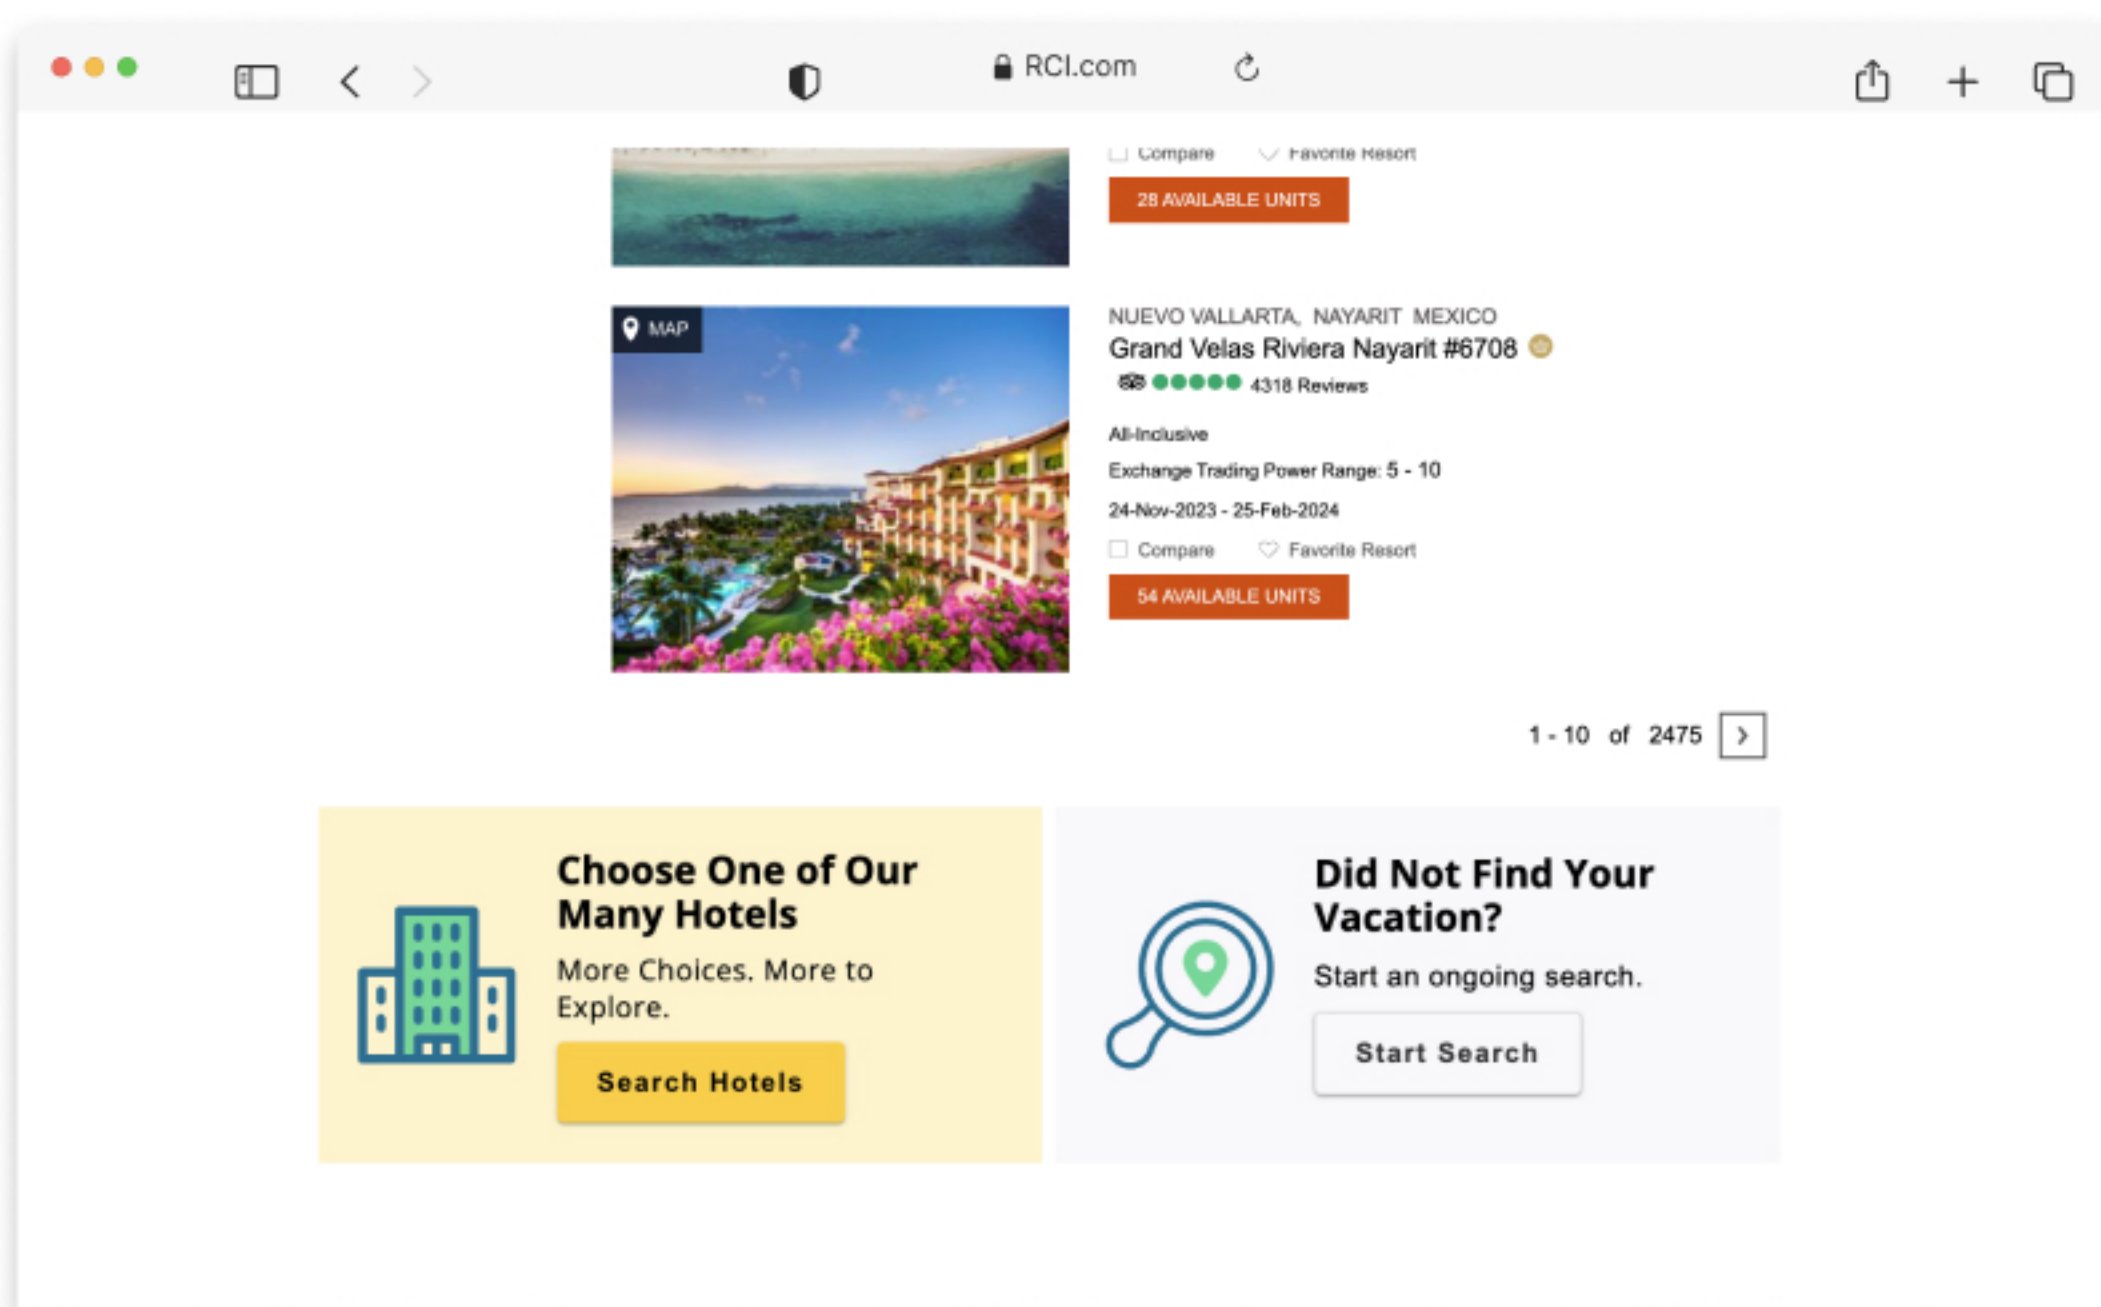 RCI.com
Compare Favorite Resort
28 AVAILABLE UNITS
MAP
NUEVO VALLARTA, NAYARIT MEXICO
Grand Velas Riviera Nayarit #6708
4318 Reviews
All-Inclusive
Exchange Trading Power Range: 5 - 10
24-Nov-2023 - 25-Feb-2024
Compare Favorite Resort
54 AVAILABLE UNITS
1 - 10 of 2475
Choose One of Our
Many Hotels
More Choices. More to
Explore.
Search Hotels
Did Not Find Your
Vacation?
Start an ongoing search.
Start Search